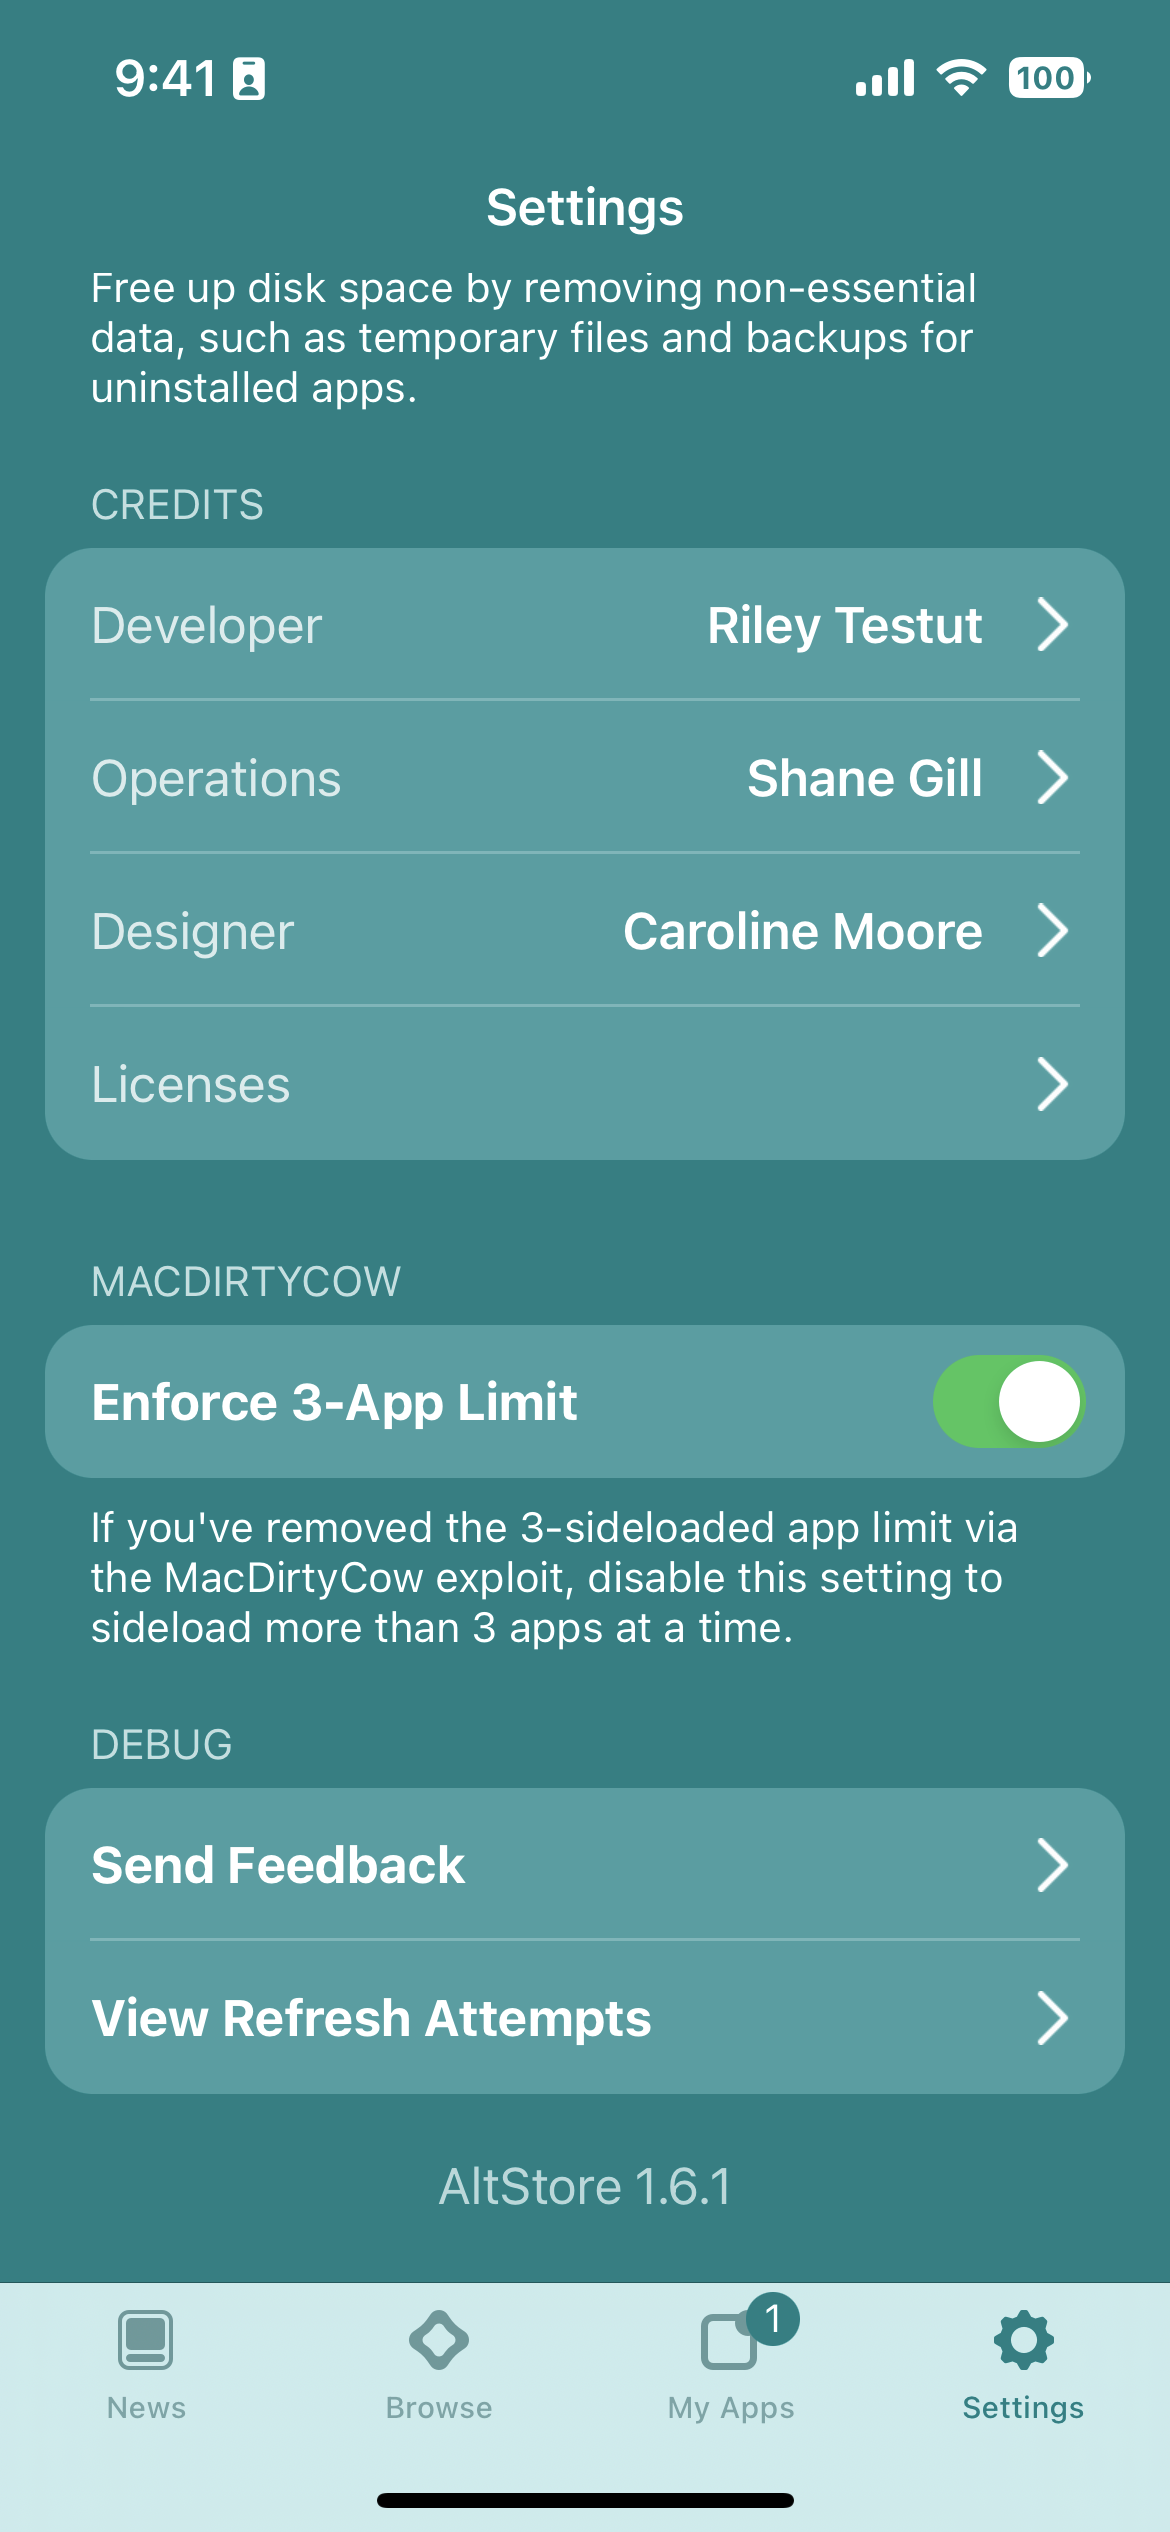 9:41
100
Settings
Free up disk space by removing non-essential
data, such as temporary files and backups for
uninstalled apps.
CREDITS
Developer Riley Testut
Operations Shane Gill
Designer Caroline Moore
Licenses
MACDIRTYCOW
Enforce 3-App Limit
If you've removed the 3-sideloaded app limit via
the MacDirtyCow exploit, disable this setting to
sideload more than 3 apps at a time.
DEBUG
Send Feedback
View Refresh Attempts
AltStore 1.6.1
1
News Browse My Apps Settings